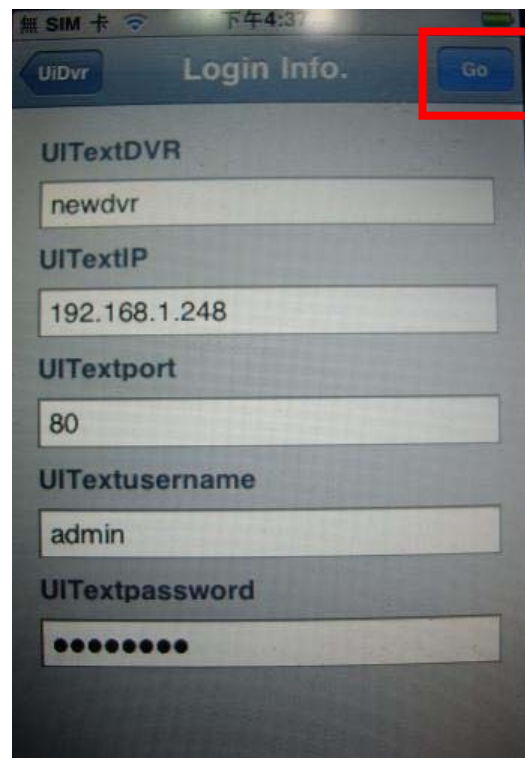 無 SIM 卡 下午4:37
UiDvr Login Info. Go
UITextDVR
newdvr
UITextIP
192.168.1.248
UITextport
80
UITextusername
admin
UITextpassword
●●●●●●●●